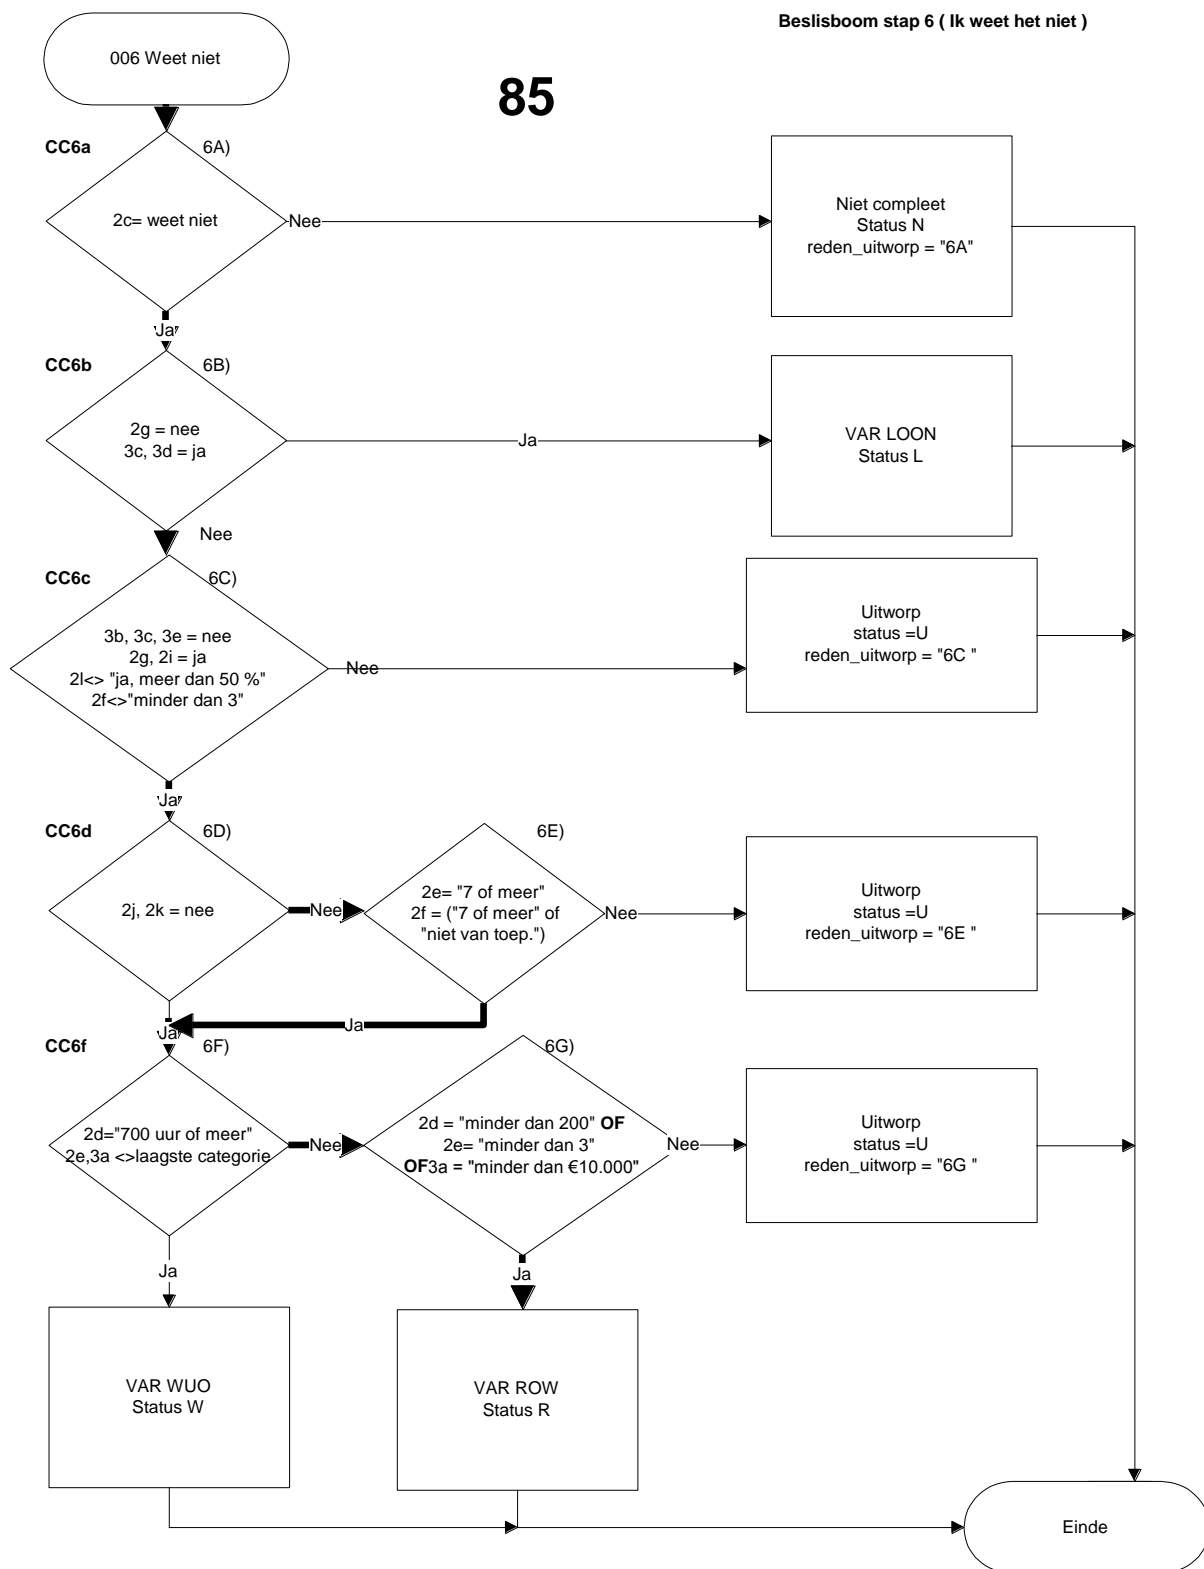 Beslisboom stap 6 ( Ik weet het niet )
006 Weet niet
85
CC6a
6A)
2c= weet niet
Nee
Niet compleet
Status N
reden_uitworp = "6A"
Ja
CC6b
6B)
2g = nee
3c, 3d = ja
Ja
VAR LOON
Status L
Nee
CC6c
6C)
3b, 3c, 3e = nee
2g, 2i = ja
2l<> "ja, meer dan 50 %"
2f<>"minder dan 3"
Nee
Uitworp
status =U
reden_uitworp = "6C "
Ja
CC6d
6D)
2j, 2k = nee
Nee
6E)
2e= "7 of meer"
2f = ("7 of meer" of
"niet van toep.")
Nee
Uitworp
status =U
reden_uitworp = "6E "
Ja
Ja
CC6f
6F)
2d="700 uur of meer"
2e,3a <>laagste categorie
Nee
6G)
2d = "minder dan 200" OF
2e= "minder dan 3"
OF3a = "minder dan €10.000"
Nee
Uitworp
status =U
reden_uitworp = "6G "
Ja
Ja
VAR WUO
Status W
VAR ROW
Status R
Einde